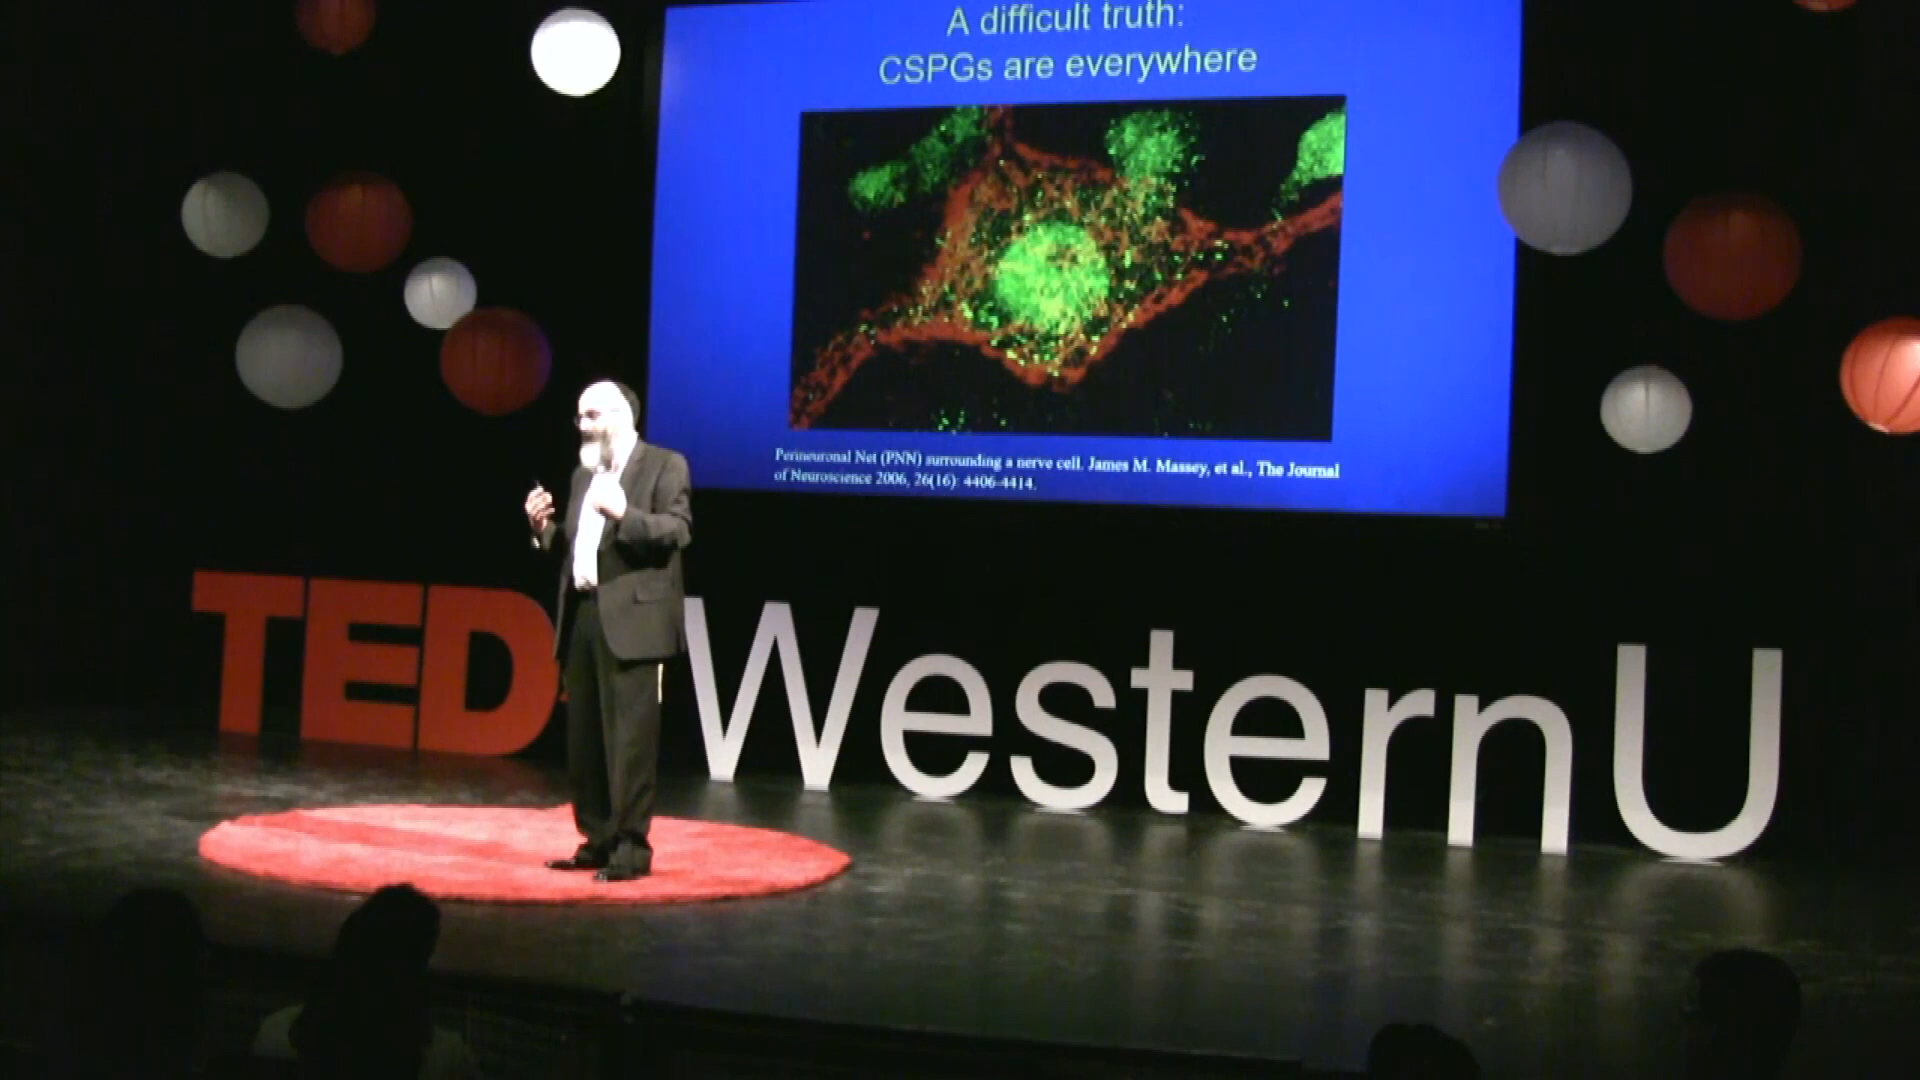 A difficult truth:
CSPGs are everywhere
Perineuronal Net (PNN) surrounding a nerve cell. James M. Massey, et al., The Journal
of Neuroscience 2006, 26(16): 4406-4414.
TED WesternU